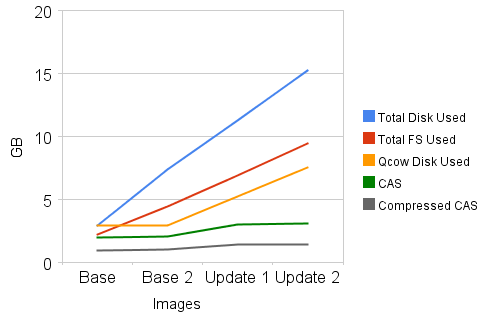 20
15
10
5
0
GB
Base
Base 2
Update 1
Update 2
Images
Total Disk Used
Total FS Used
Qcow Disk Used
CAS
Compressed CAS